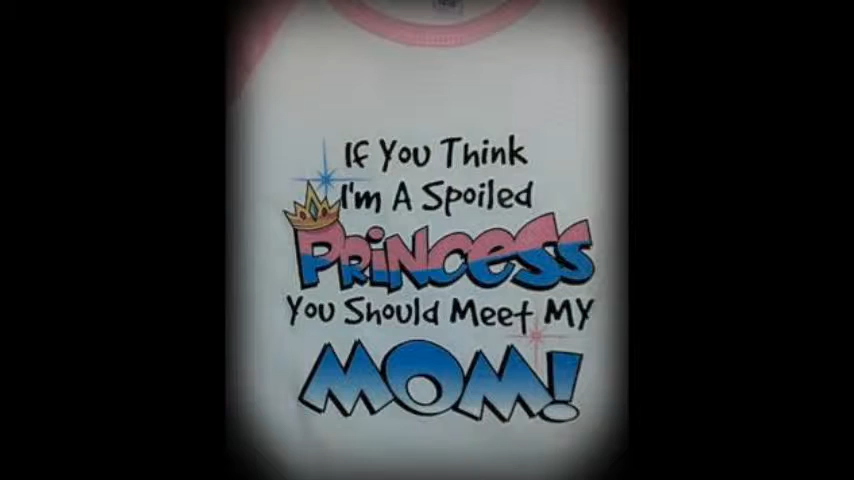 If You Think
I'm A Spoiled
PRiNCeSS
You Should Meet MY
MOM!